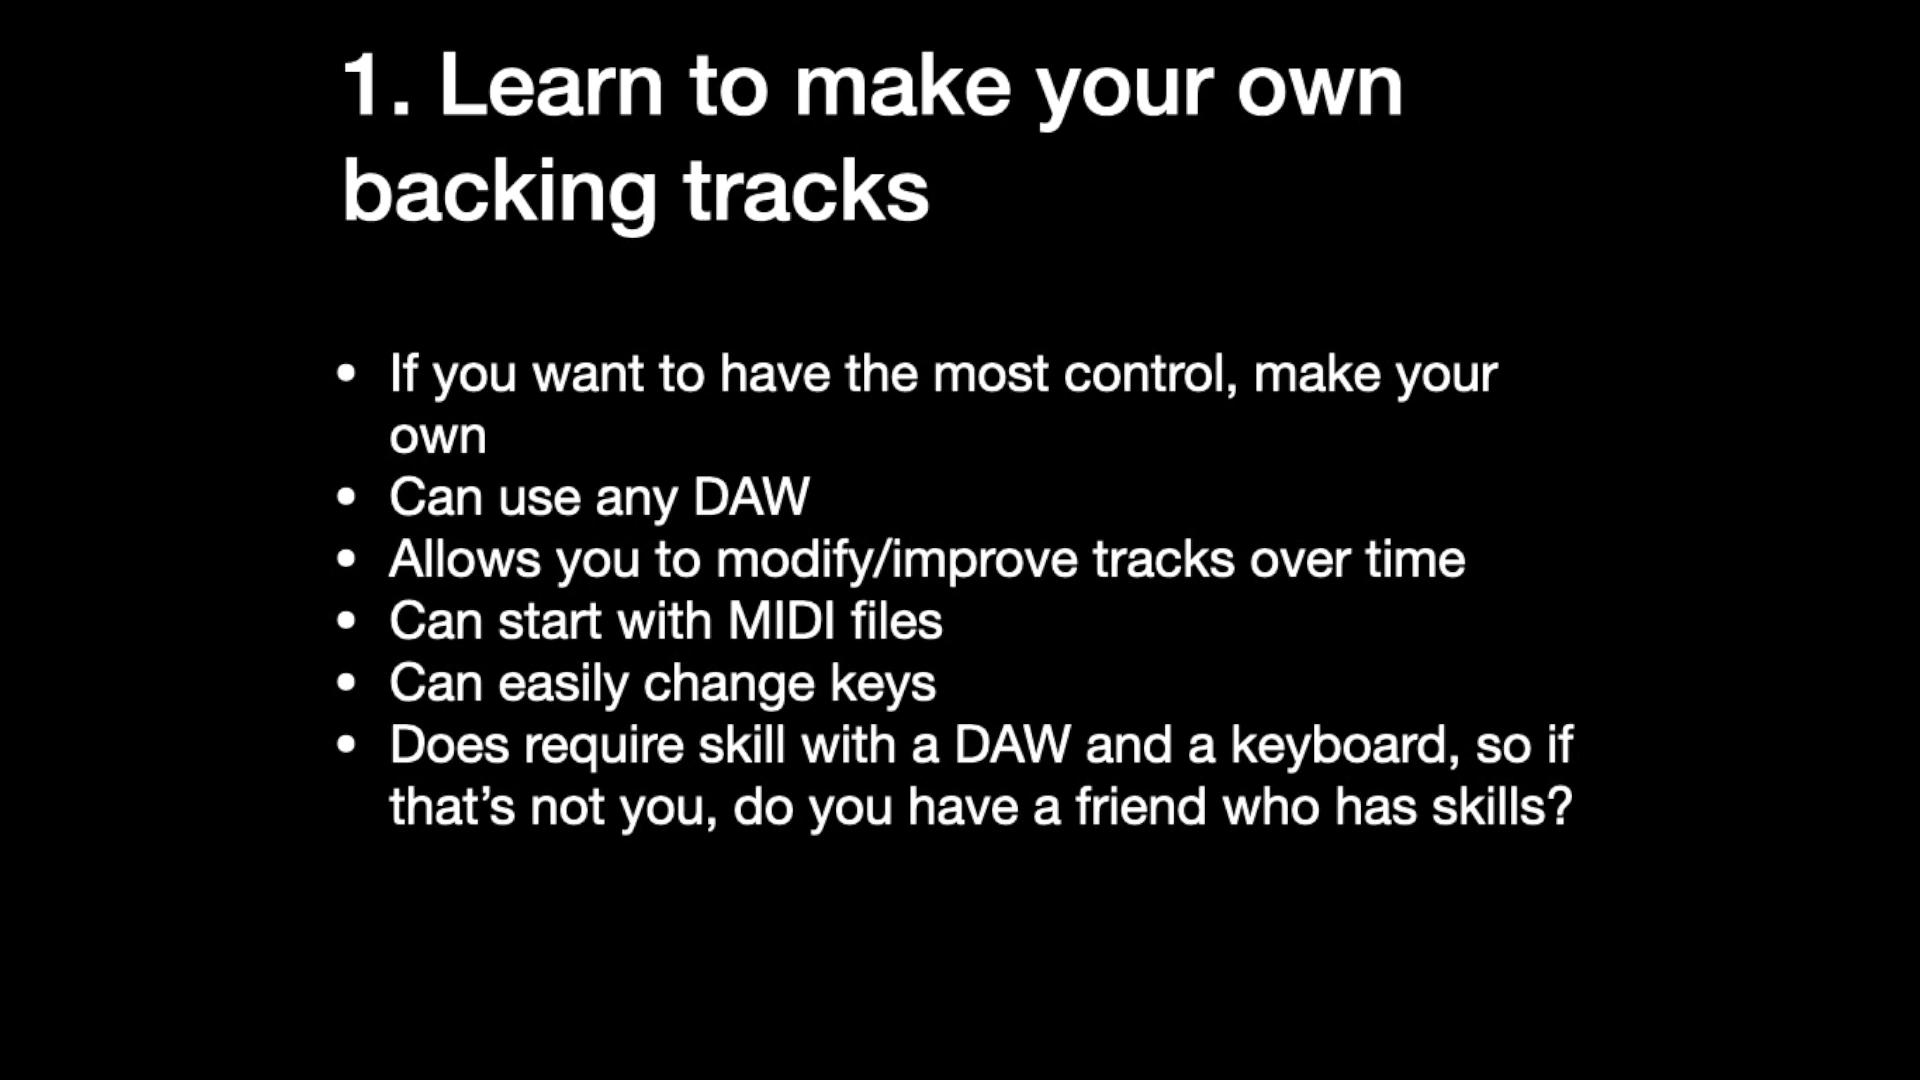 1. Learn to make your own
backing tracks
• If you want to have the most control, make your
own
• Can use any DAW
• Allows you to modify/improve tracks over time
• Can start with MIDI files
• Can easily change keys
• Does require skill with a DAW and a keyboard, so if
that’s not you, do you have a friend who has skills?